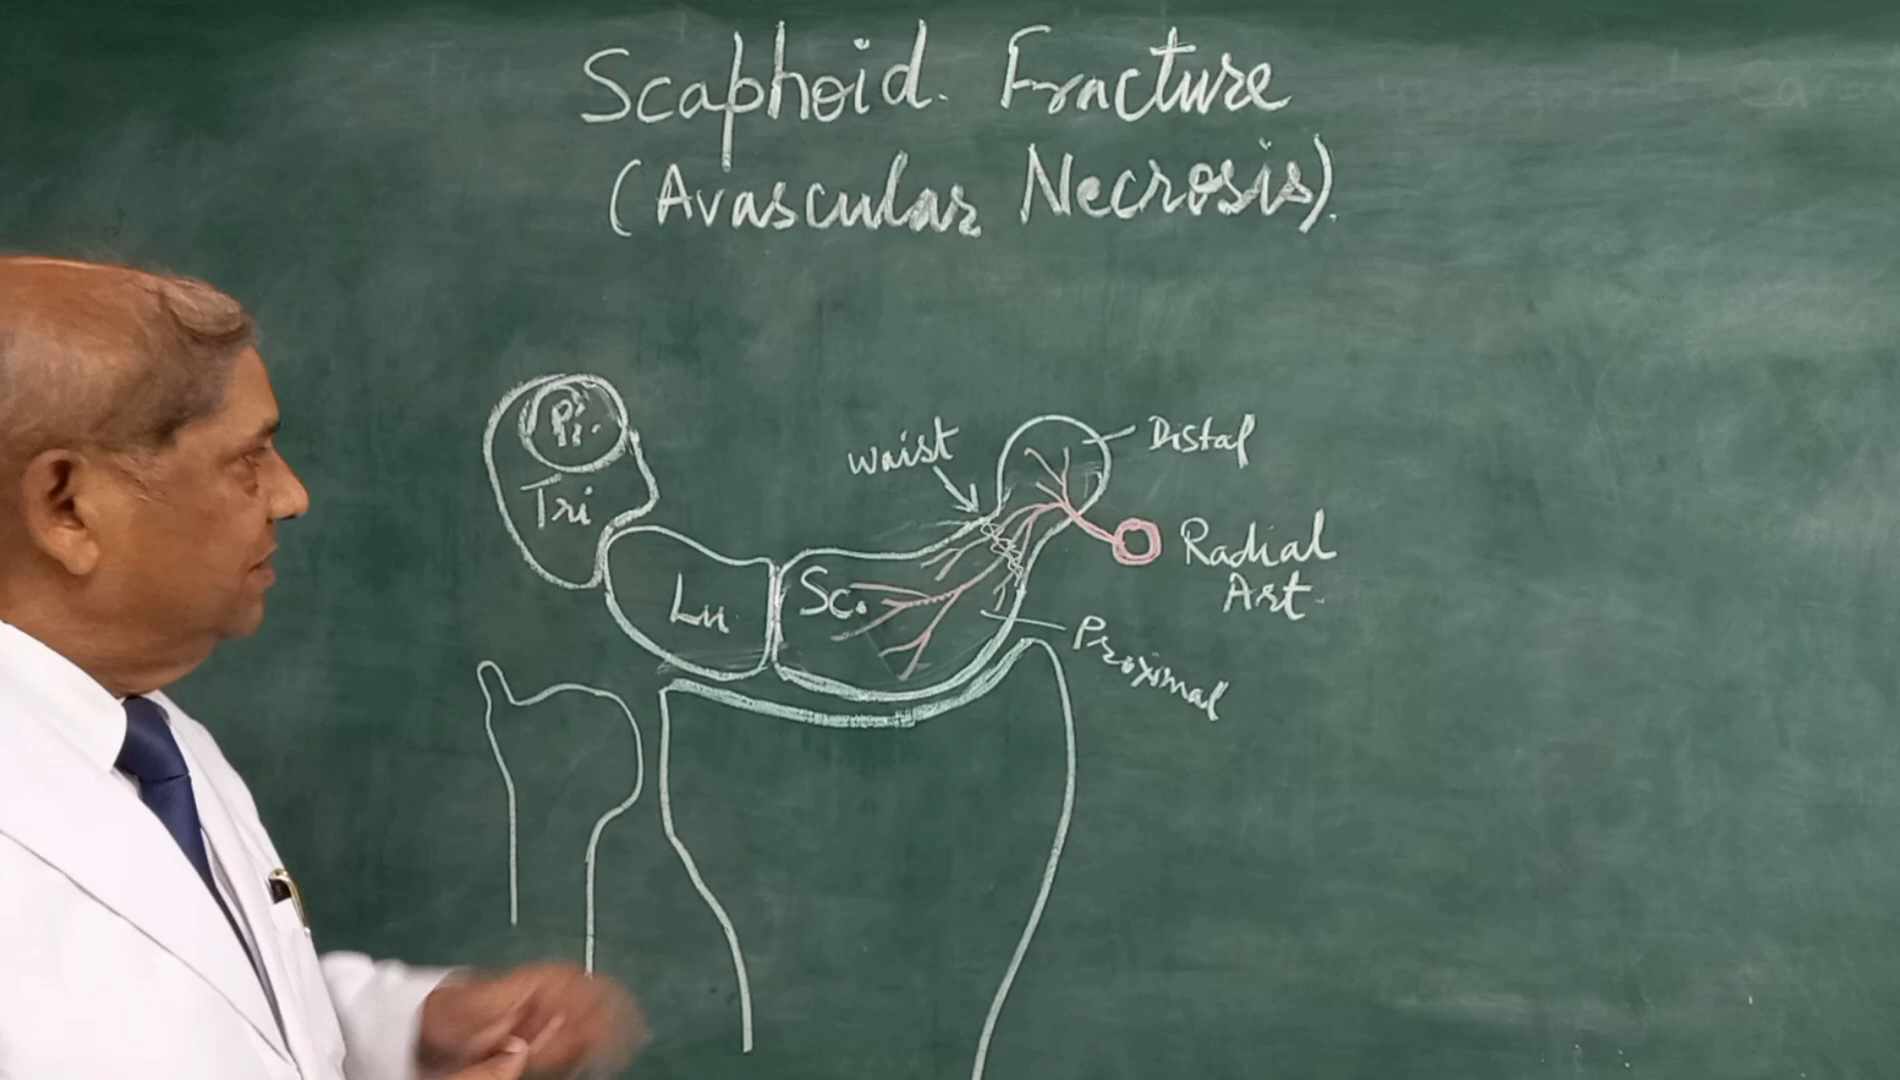 Scaphoid. Fracture
(Avascular Necrosis).
Pi.
Tri
Lu
Sc.
Waist
Distal
Radial
Art.
Proximal